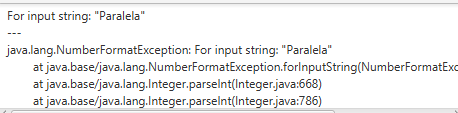 For input string: "Paralela"
---
java.lang.NumberFormatException: For input string: "Paralela"
at java.base/java.lang.NumberFormatException.forInputString(NumberFormatExc
at java.base/java.lang.Integer.parseInt(Integer.java:668)
at java.base/java.lang.Integer.parseInt(Integer.java:786)